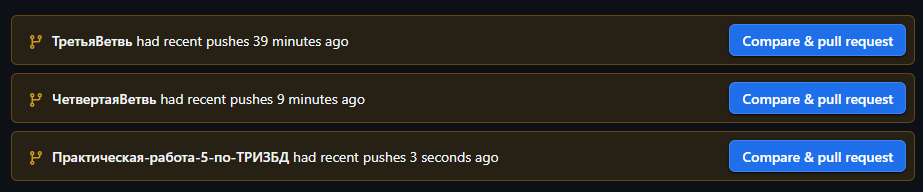 ТретьяВетвь had recent pushes 39 minutes ago Compare & pull request
ЧетвертаяВетвь had recent pushes 9 minutes ago Compare & pull request
Практическая-работа-5-по-ТРИЗБД had recent pushes 3 seconds ago Compare & pull request